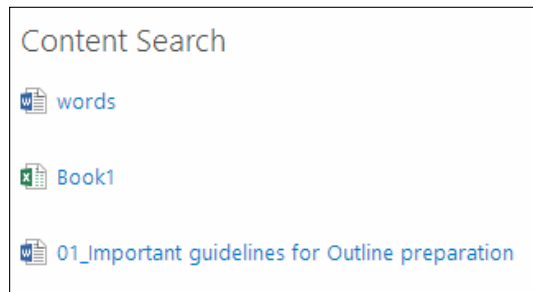 Content Search
words
Book1
01_Important guidelines for Outline preparation